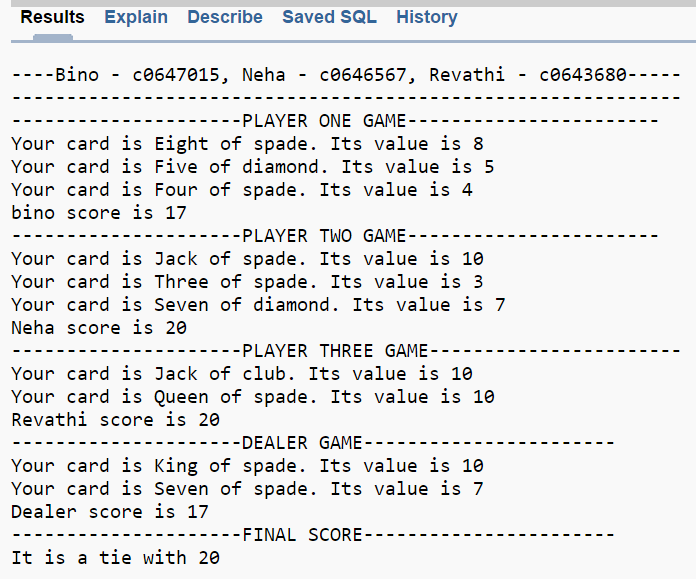 Results Explain Describe Saved SQL History
----Bino - c0647015, Neha - c0646567, Revathi - c0643680-----
-------------------------------------------------------------
---------------------PLAYER ONE GAME-----------------------
Your card is Eight of spade. Its value is 8
Your card is Five of diamond. Its value is 5
Your card is Four of spade. Its value is 4
bino score is 17
---------------------PLAYER TWO GAME-----------------------
Your card is Jack of spade. Its value is 10
Your card is Three of spade. Its value is 3
Your card is Seven of diamond. Its value is 7
Neha score is 20
---------------------PLAYER THREE GAME-----------------------
Your card is Jack of club. Its value is 10
Your card is Queen of spade. Its value is 10
Revathi score is 20
---------------------DEALER GAME-----------------------
Your card is King of spade. Its value is 10
Your card is Seven of spade. Its value is 7
Dealer score is 17
---------------------FINAL SCORE-----------------------
It is a tie with 20